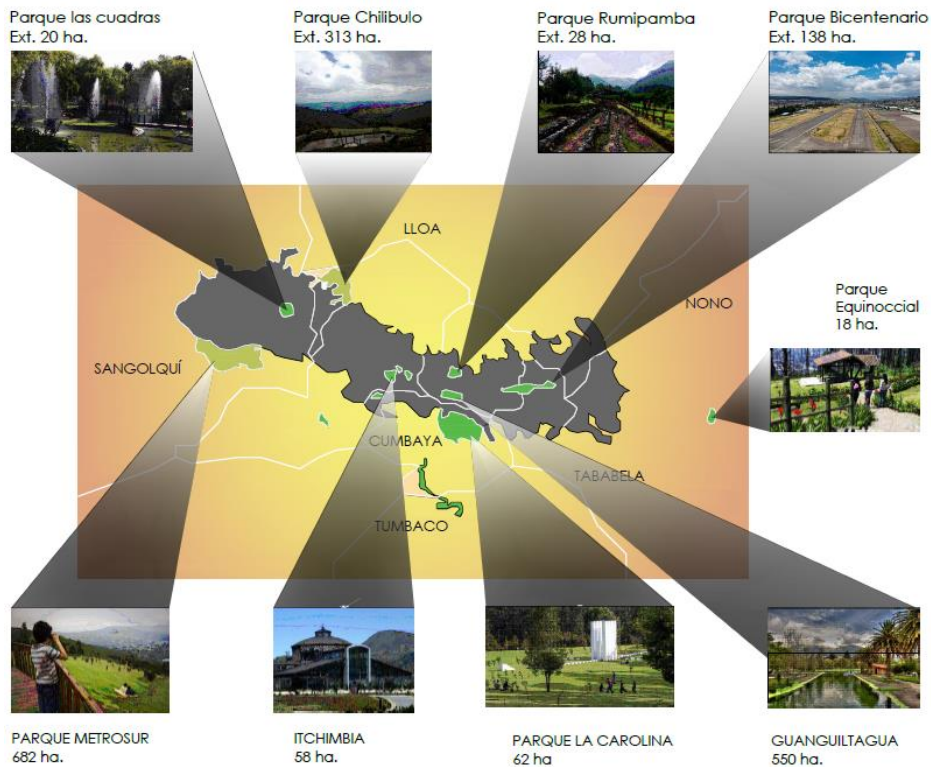 Parque las cuadras
Ext. 20 ha.
Parque Chilibulo
Ext. 313 ha.
Parque Rumipamba
Ext. 28 ha.
Parque Bicentenario
Ext. 138 ha.
LLOA
NONO
Parque
Equinoccial
18 ha.
SANGOLQUÍ
CUMBAYA
TABABELA
TUMBACO
PARQUE METROSUR
682 ha.
ITCHIMBIA
58 ha.
PARQUE LA CAROLINA
62 ha
GUANGUILTAGUA
550 ha.